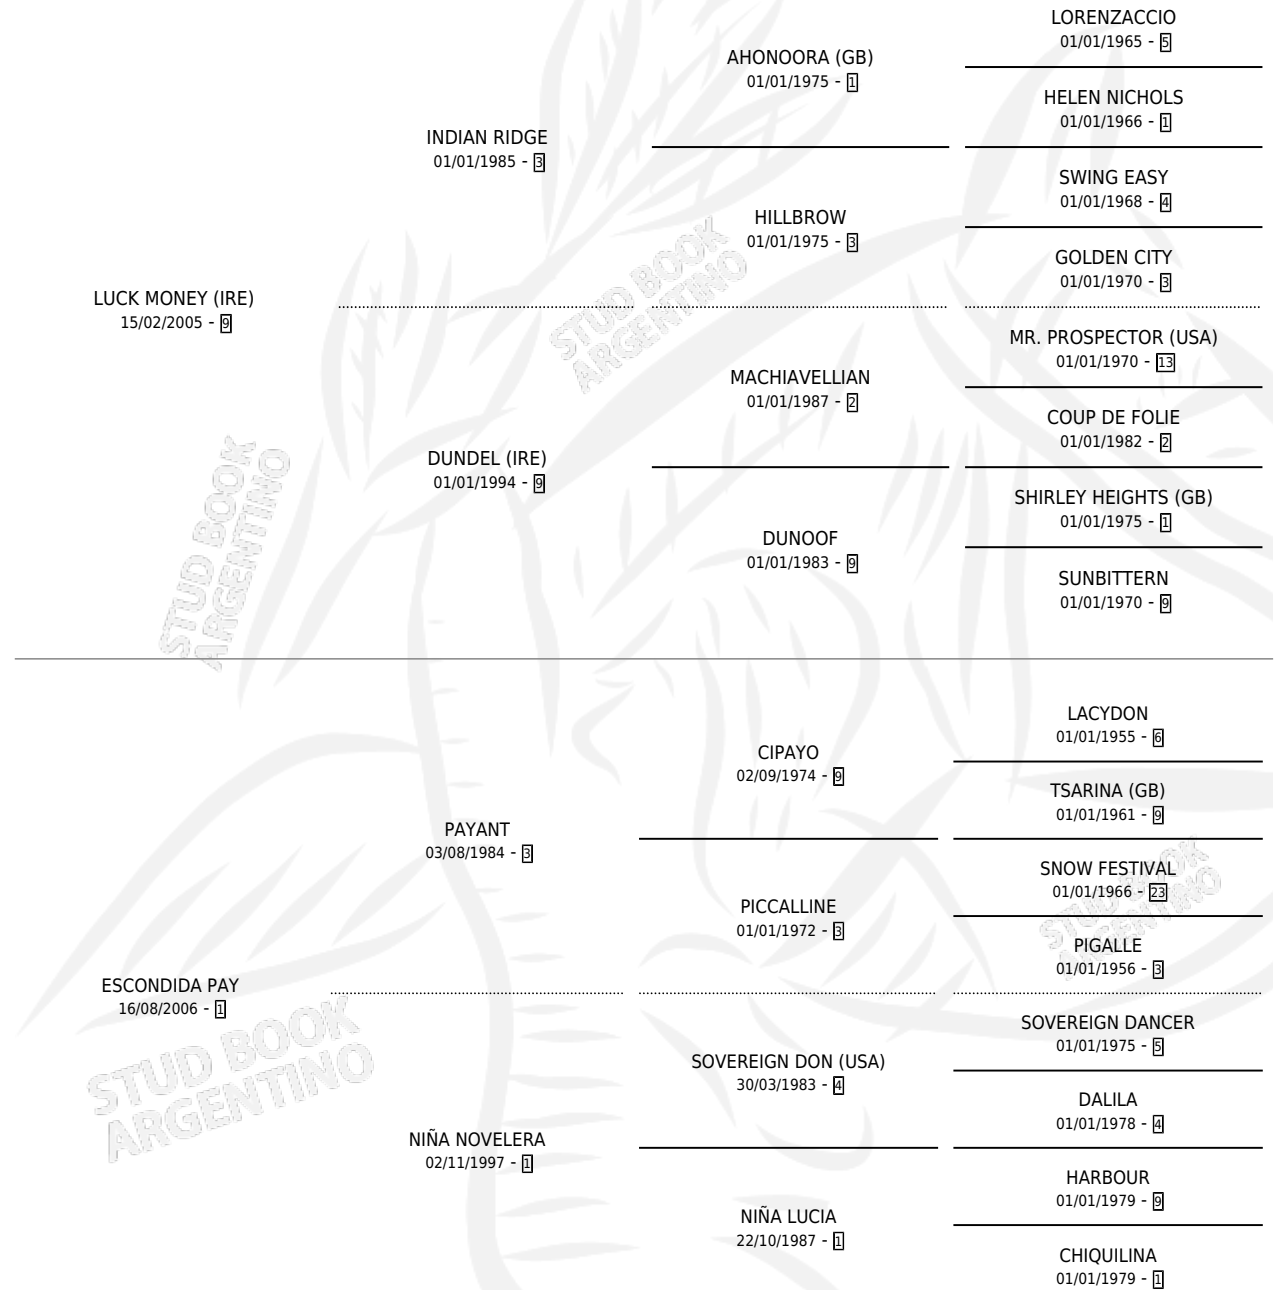 LORENZACCIO
01/01/1965 - 5
AHONOORA (GB)
01/01/1975 - 1
HELEN NICHOLS
01/01/1966 - 1
INDIAN RIDGE
01/01/1985 - 3
SWING EASY
01/01/1968 - 4
HILLBROW
01/01/1975 - 3
GOLDEN CITY
01/01/1970 - 3
LUCK MONEY (IRE)
15/02/2005 - 9
MR. PROSPECTOR (USA)
01/01/1970 - 13
MACHIAVELLIAN
01/01/1987 - 2
COUP DE FOLIE
01/01/1982 - 2
DUNDEL (IRE)
01/01/1994 - 9
SHIRLEY HEIGHTS (GB)
01/01/1975 - 1
DUNOOF
01/01/1983 - 9
SUNBITTERN
01/01/1970 - 9
LACYDON
01/01/1955 - 6
CIPAYO
02/09/1974 - 9
TSARINA (GB)
01/01/1961 - 9
PAYANT
03/08/1984 - 3
SNOW FESTIVAL
01/01/1966 - 23
PICCALLINE
01/01/1972 - 3
PIGALLE
01/01/1956 - 3
ESCONDIDA PAY
16/08/2006 - 1
SOVEREIGN DANCER
01/01/1975 - 5
SOVEREIGN DON (USA)
30/03/1983 - 4
DALILA
01/01/1978 - 4
NIÑA NOVELERA
02/11/1997 - 1
HARBOUR
01/01/1979 - 9
NIÑA LUCIA
22/10/1987 - 1
CHIQUILINA
01/01/1979 - 1
STUD BOOK
ARGENTINO
STUD BOOK
ARGENTINO
STUD BOOK
ARGENTINO
STUD BOOK
ARGENTINO